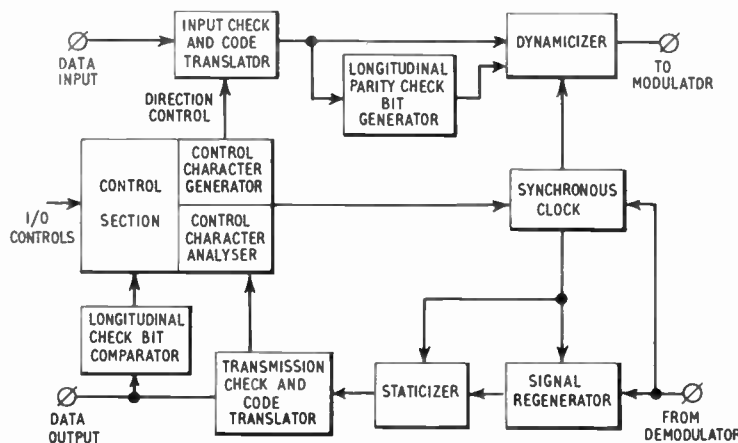 INPUT CHECK
AND CODE
TRANSLATOR
DYNAMICIZER
DATA
INPUT
TO
MODULATOR
LONGITUDINAL
PARITY CHECK
BIT
GENERATOR
DIRECTION
CONTROL
CONTROL
SECTION
CONTROL
CHARACTER
GENERATOR
CONTROL
CHARACTER
ANALYSER
SYNCHRONOUS
CLOCK
I/O
CONTROLS
LONGITUDINAL
CHECK BIT
COMPARATOR
TRANSMISSION
CHECK AND
CODE
TRANSLATOR
STATICIZER
SIGNAL
REGENERATOR
DATA
OUTPUT
FROM
DEMODULATOR